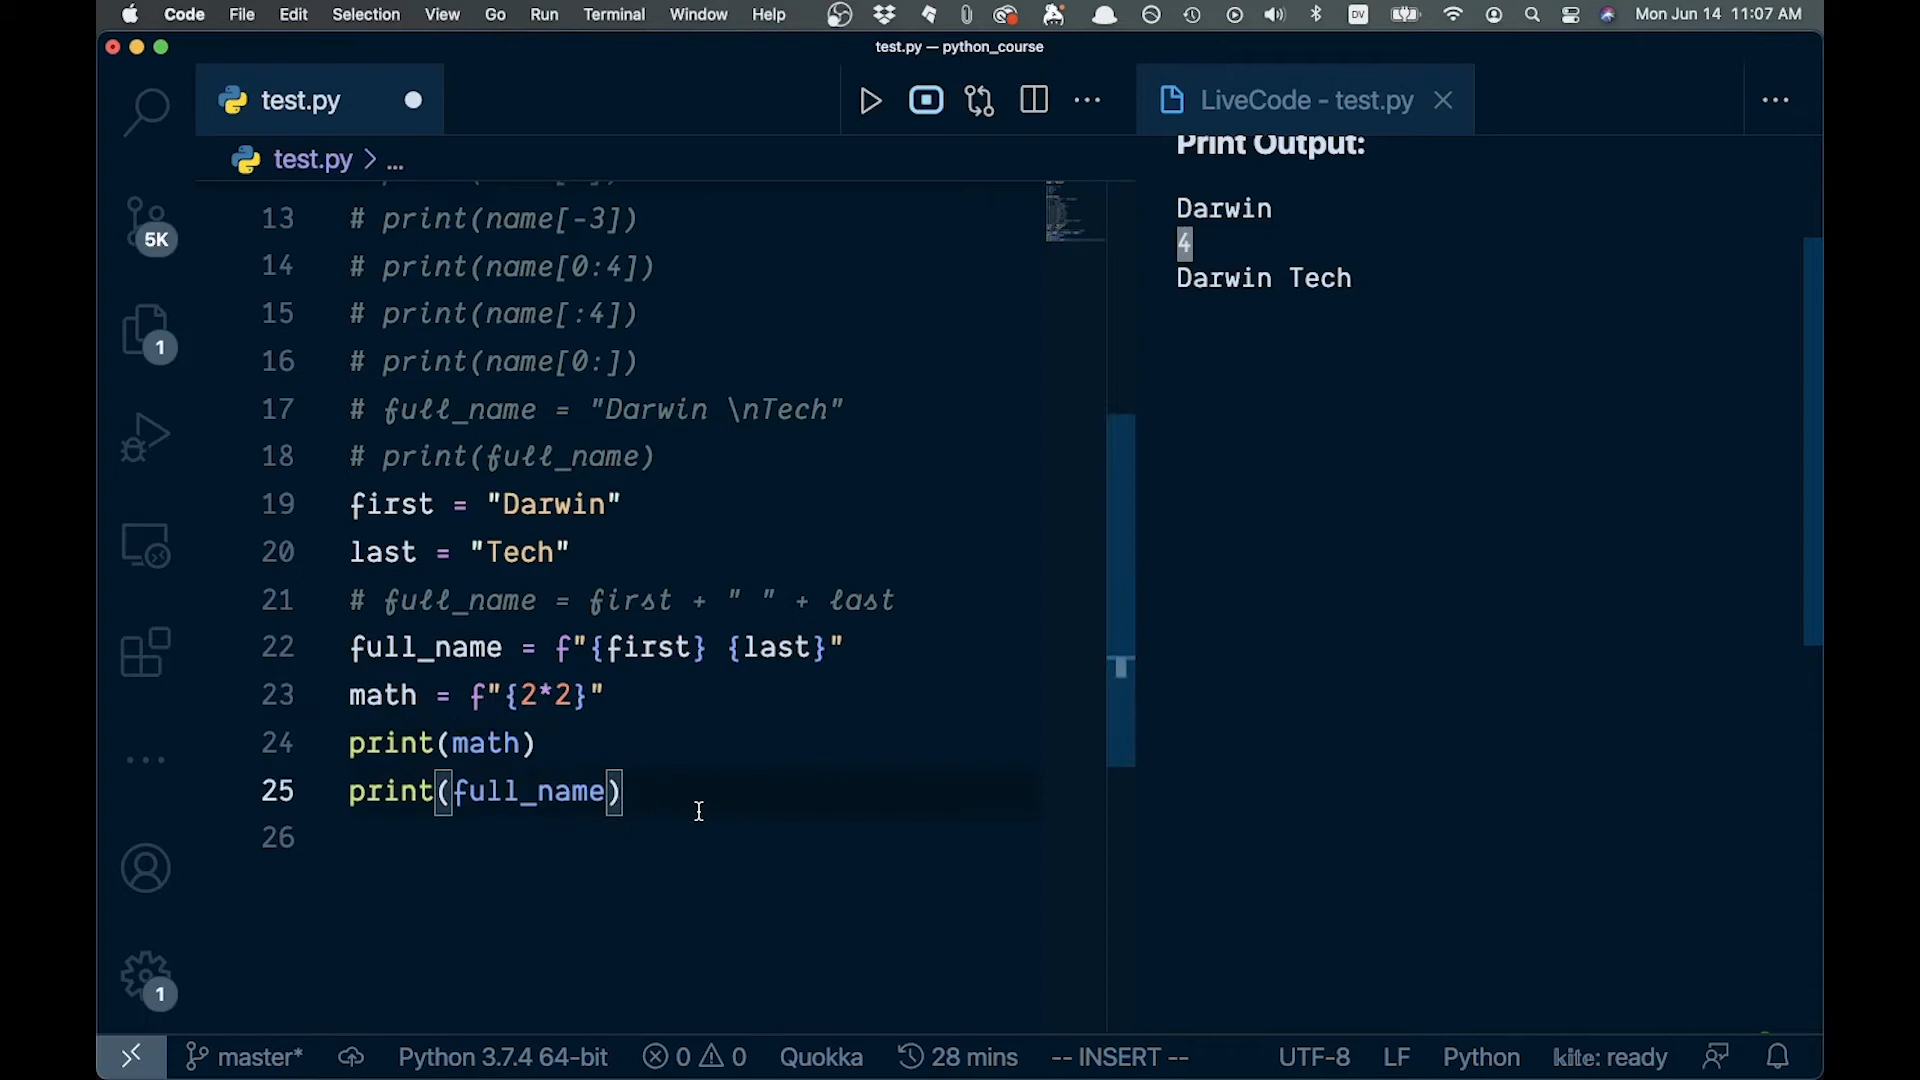 Code File Edit Selection View Go Run Terminal Window Help DV Mon Jun 14 11:07 AM
test.py — python_course
test.py
LiveCode - test.py
test.py > ...
Print Output:
13 # print(name[-3])
14 # print(name[0:4])
15 # print(name[:4])
16 # print(name[0:])
17 # full_name = "Darwin \nTech"
18 # print(full_name)
19 first = "Darwin"
20 last = "Tech"
21 # full_name = first + " " + last
22 full_name = f"{first} {last}"
23 math = f"{2*2}"
24 print(math)
25 print(full_name)
26
Darwin
4
Darwin Tech
5K
1
1
master* Python 3.7.4 64-bit 0 0 Quokka 28 mins -- INSERT -- UTF-8 LF Python kite: ready